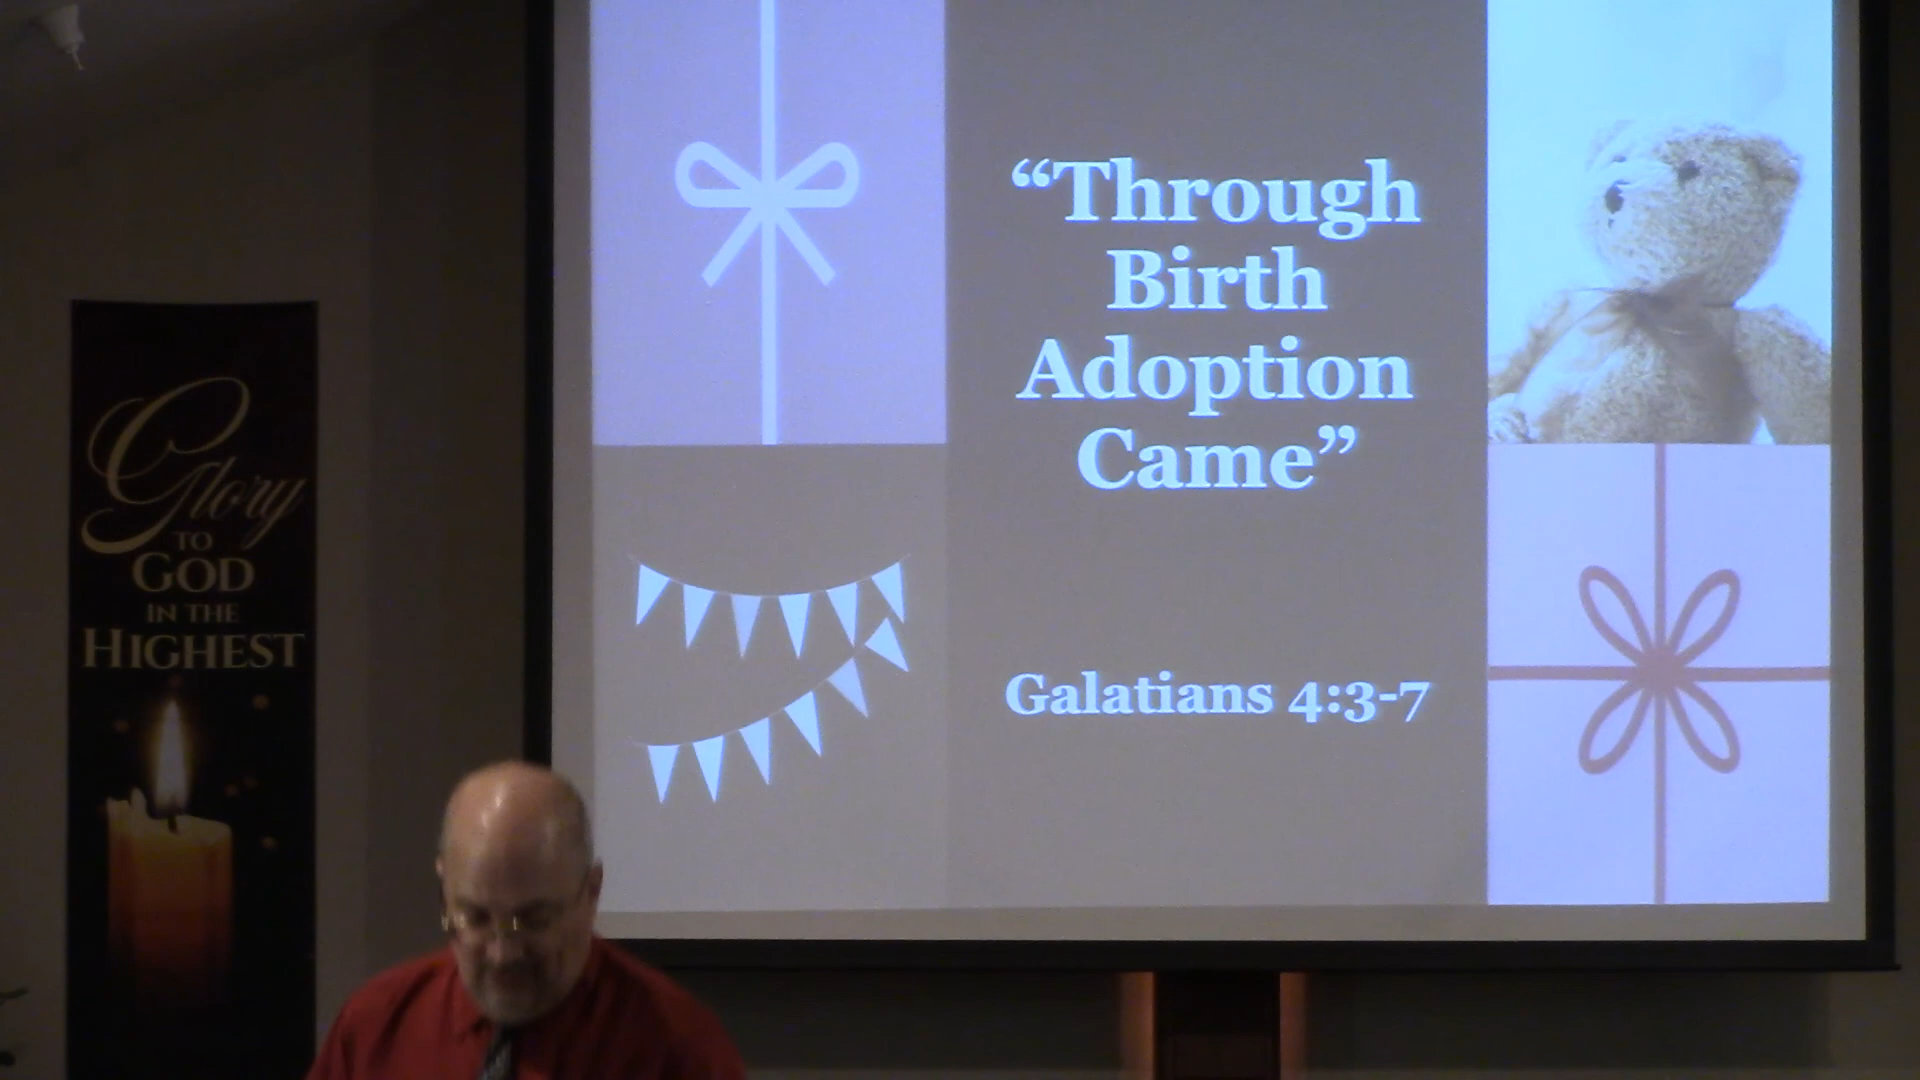 Glory
TO
GOD
IN THE
HIGHEST
“Through
Birth
Adoption
Came”
Galatians 4:3-7